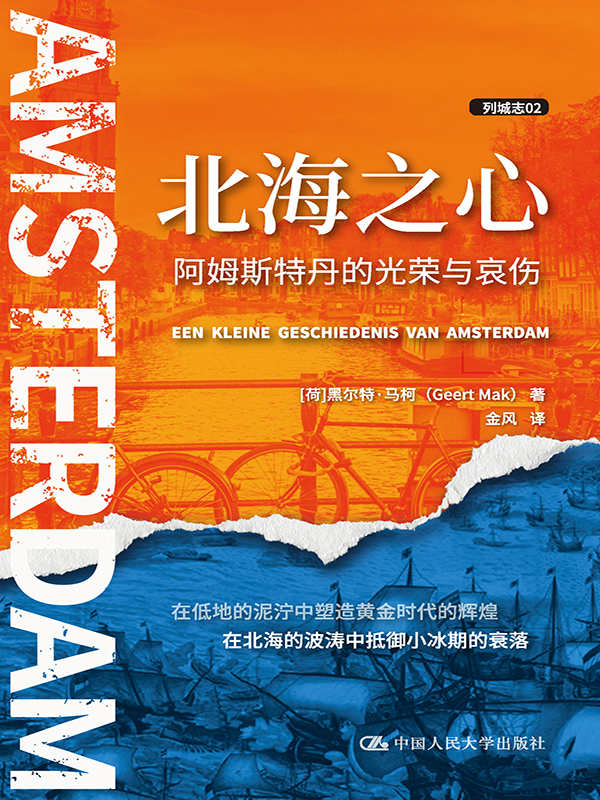 AMSTERDAM
列城志02
北海之心
阿姆斯特丹的光荣与哀伤
EEN KLEINE GESCHIEDENIS VAN AMSTERDAM
[荷]黑尔特·马柯（Geert Mak）著
金风 译
在低地的泥泞中塑造黄金时代的辉煌
在北海的波涛中抵御小冰期的衰落
中国人民大学出版社